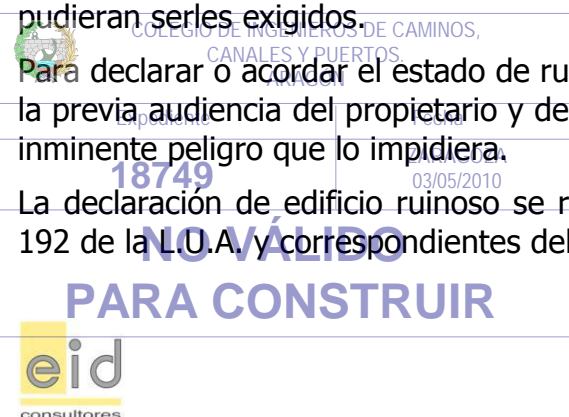 pudieran serles exigidos.
COLEGIO DE INGENIEROS DE CAMINOS,
CANALES Y PUERTOS.
ARAGON
Para declarar o acordar el estado de ru
la previa audiencia del propietario y de
Expediente Fecha
inminente peligro que lo impidiera.
ZARAGOZA
18749 03/05/2010
La declaración de edificio ruinoso se r
192 de la L.U.A. y correspondientes del
NO VÁLIDO
PARA CONSTRUIR
eid
consultores